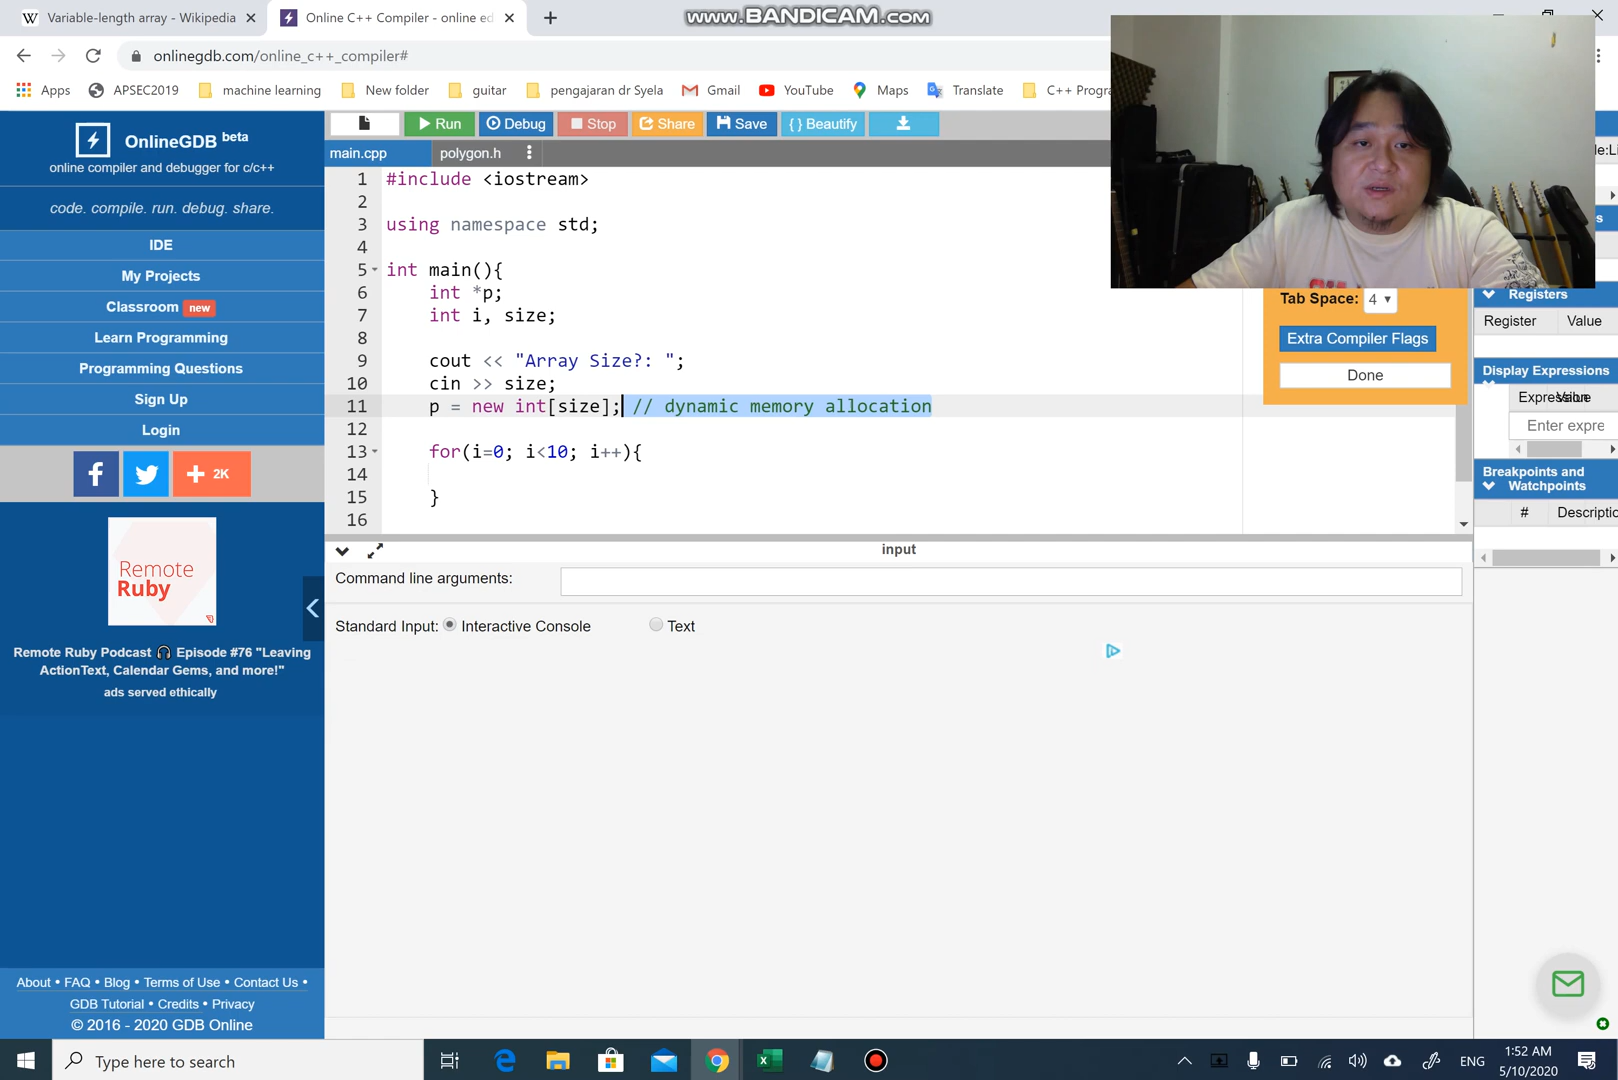 Variable-length array - Wikipedia
Online C++ Compiler - online ed
www.BANDICAM.com
onlinegdb.com/online_c++_compiler#
Apps
APSEC2019
machine learning
New folder
guitar
pengajaran dr Syela
Gmail
YouTube
Maps
Translate
C++ Progra
OnlineGDB beta
online compiler and debugger for c/c++
code. compile. run. debug. share.
IDE
My Projects
Classroom new
Learn Programming
Programming Questions
Sign Up
Login
f
+ 2K
Remote
Ruby
Remote Ruby Podcast 🎧 Episode #76 "Leaving
ActionText, Calendar Gems, and more!"
ads served ethically
About • FAQ • Blog • Terms of Use • Contact Us •
GDB Tutorial • Credits • Privacy
© 2016 - 2020 GDB Online
Run
Debug
Stop
Share
Save
{ } Beautify
main.cpp
polygon.h
1 #include <iostream>
2
3 using namespace std;
4
5 int main(){
6 int *p;
7 int i, size;
8
9 cout << "Array Size?: ";
10 cin >> size;
11 p = new int[size]; // dynamic memory allocation
12
13 for(i=0; i<10; i++){
14
15 }
16
input
Command line arguments:
Standard Input: Interactive Console Text
Tab Space: 4
Extra Compiler Flags
Done
Registers
Register Value
Display Expressions
Expression Value
Enter expre
Breakpoints and
Watchpoints
# Descriptio
Type here to search
ENG
1:52 AM
5/10/2020